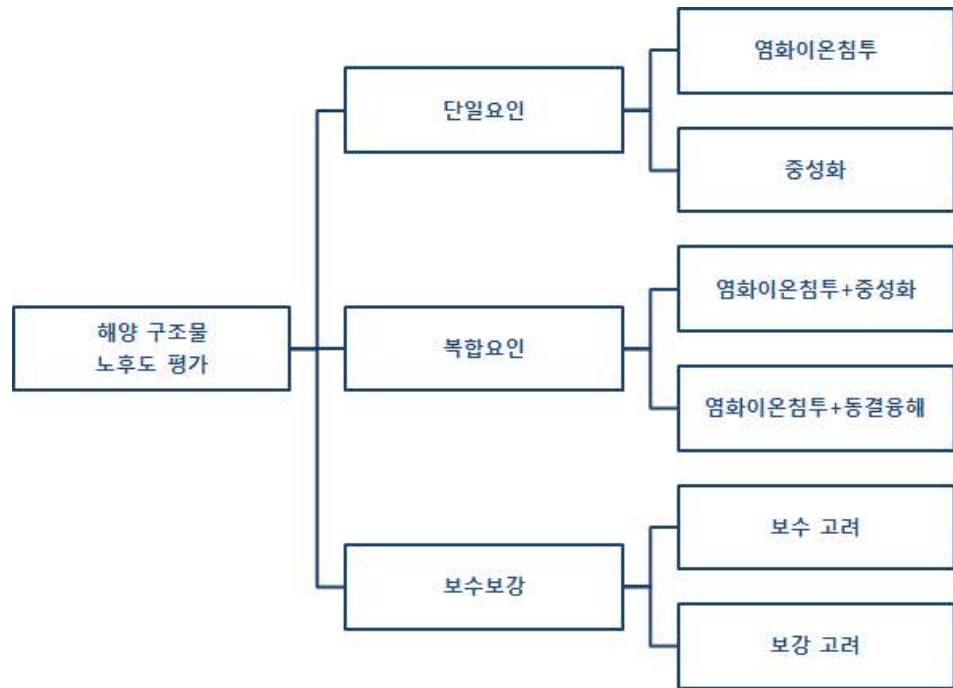 염화이온침투
단일요인
중성화
염화이온침투+중성화
해양 구조물
노후도 평가
복합요인
염화이온침투+동결융해
보수 고려
보수보강
보강 고려